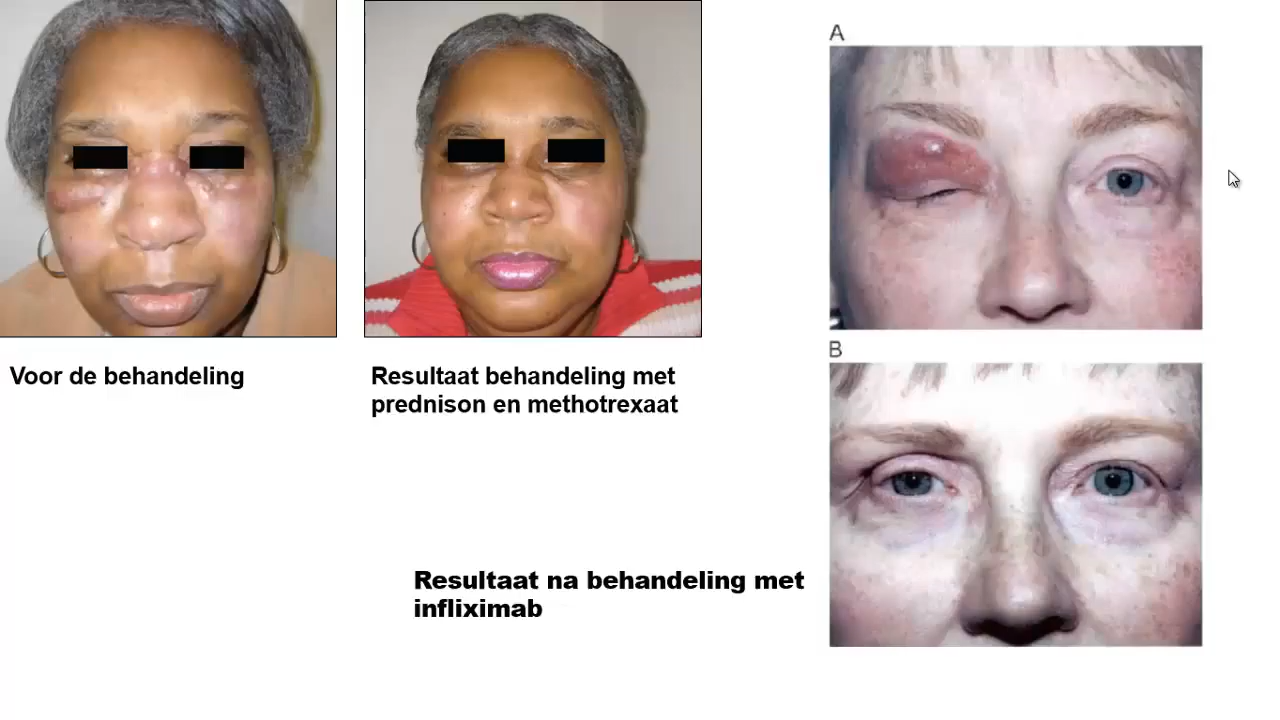 A
B
Voor de behandeling
Resultaat behandeling met
prednison en methotrexaat
Resultaat na behandeling met
infliximab